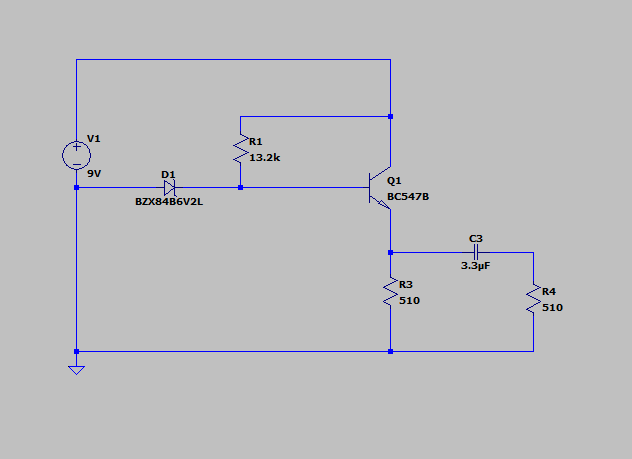 V1
9V
D1
BZX84B6V2L
R1
13.2k
Q1
BC547B
C3
3.3µF
R3
510
R4
510